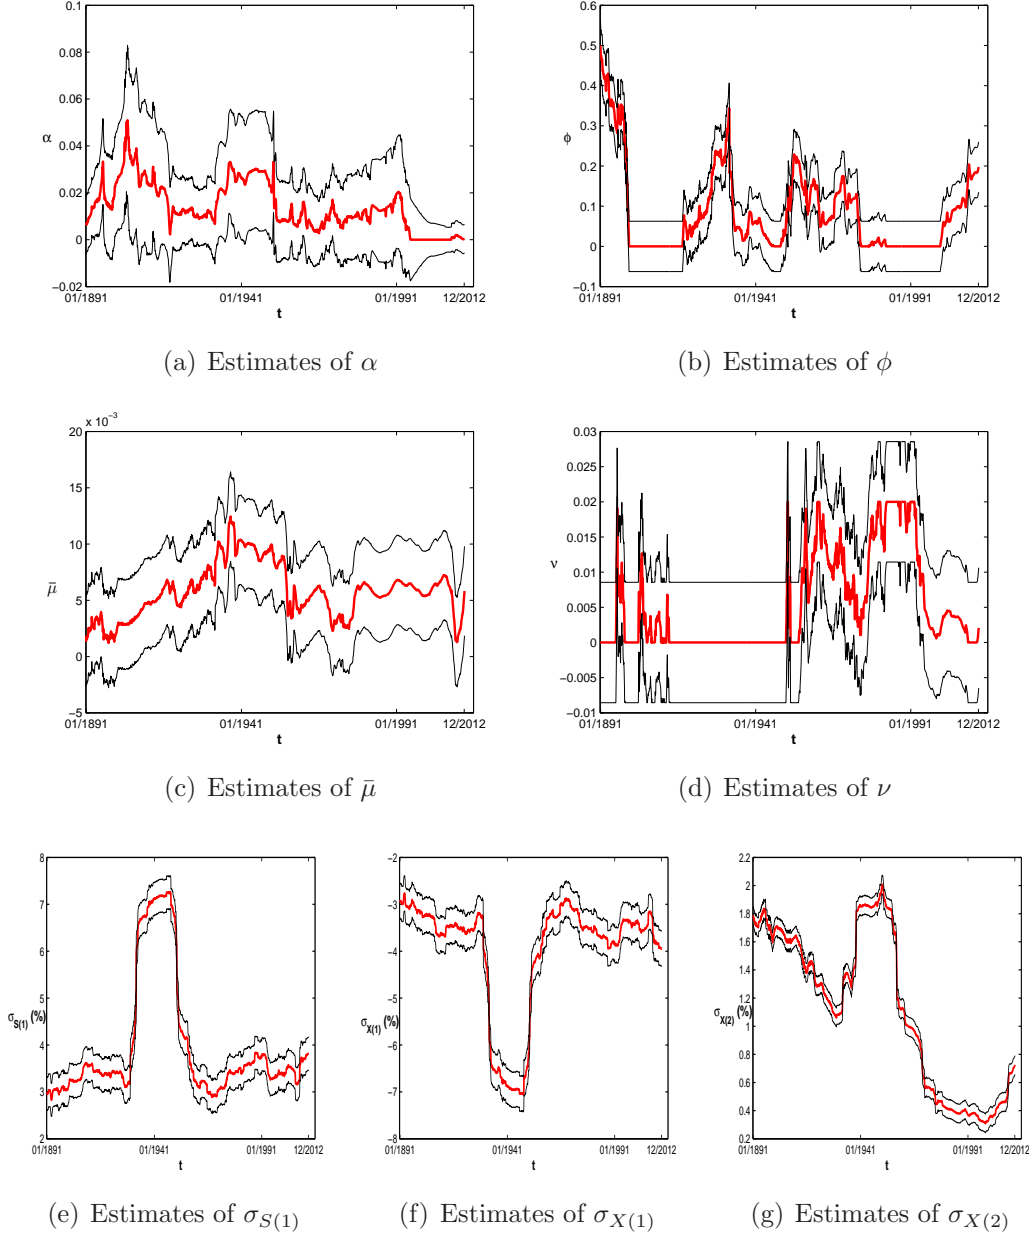 0.1
0.08
0.06
0.04
0.02
0
−0.02
α
01/1891 01/1941 01/1991 12/2012
t
(a) Estimates of α
0.6
0.5
0.4
0.3
0.2
0.1
0
−0.1
ϕ
01/1891 01/1941 01/1991 12/2012
t
(b) Estimates of ϕ
x 10⁻³
20
15
10
5
0
−5
μ̄
01/1891 01/1941 01/1991 12/2012
t
(c) Estimates of μ̄
0.03
0.025
0.02
0.015
0.01
0.005
0
−0.005
−0.01
ν
01/1891 01/1941 01/1991 12/2012
t
(d) Estimates of ν
8
7
6
5
4
3
2
σS(1) (%)
01/1891 01/1941 01/1991 12/2012
t
(e) Estimates of σS(1)
−2
−3
−4
−5
−6
−7
−8
σX(1) (%)
01/1891 01/1941 01/1991 12/2012
t
(f) Estimates of σX(1)
2.2
2
1.8
1.6
1.4
1.2
1
0.8
0.6
0.4
0.2
σX(2) (%)
01/1891 01/1941 01/1991 12/2012
t
(g) Estimates of σX(2)